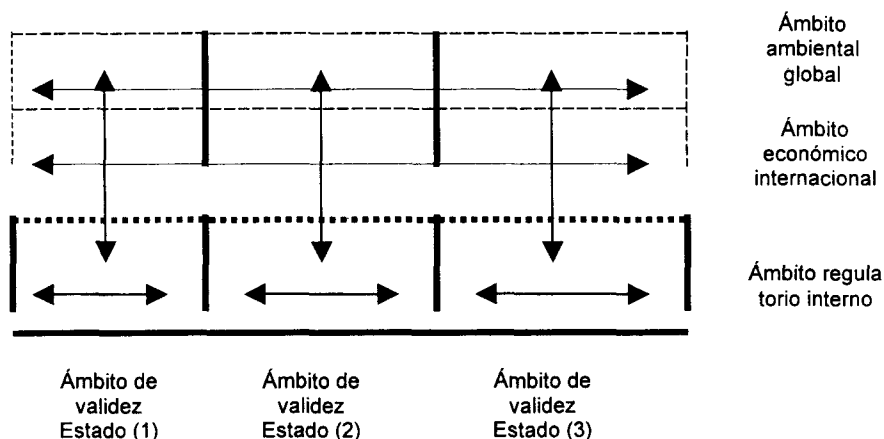 Ámbito
ambiental
global
Ámbito
económico
internacional
Ámbito regula
torio interno
Ámbito de
validez
Estado (1)
Ámbito de
validez
Estado (2)
Ámbito de
validez
Estado (3)